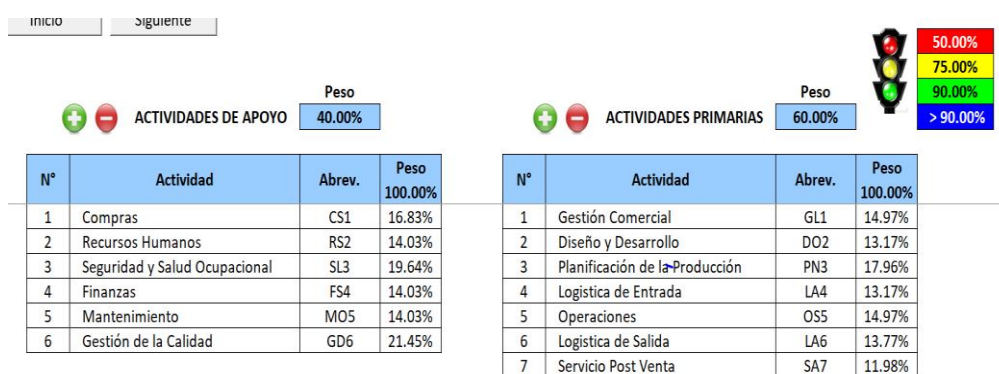 Inicio
Siguiente
50.00%
75.00%
Peso
Peso
90.00%
ACTIVIDADES DE APOYO
40.00%
ACTIVIDADES PRIMARIAS
60.00%
> 90.00%
N° Actividad Abrev. Peso 100.00%
1 Compras CS1 16.83%
2 Recursos Humanos RS2 14.03%
3 Seguridad y Salud Ocupacional SL3 19.64%
4 Finanzas FS4 14.03%
5 Mantenimiento MO5 14.03%
6 Gestión de la Calidad GD6 21.45%
N° Actividad Abrev. Peso 100.00%
1 Gestión Comercial GL1 14.97%
2 Diseño y Desarrollo DO2 13.17%
3 Planificación de la Producción PN3 17.96%
4 Logistica de Entrada LA4 13.17%
5 Operaciones OS5 14.97%
6 Logistica de Salida LA6 13.77%
7 Servicio Post Venta SA7 11.98%